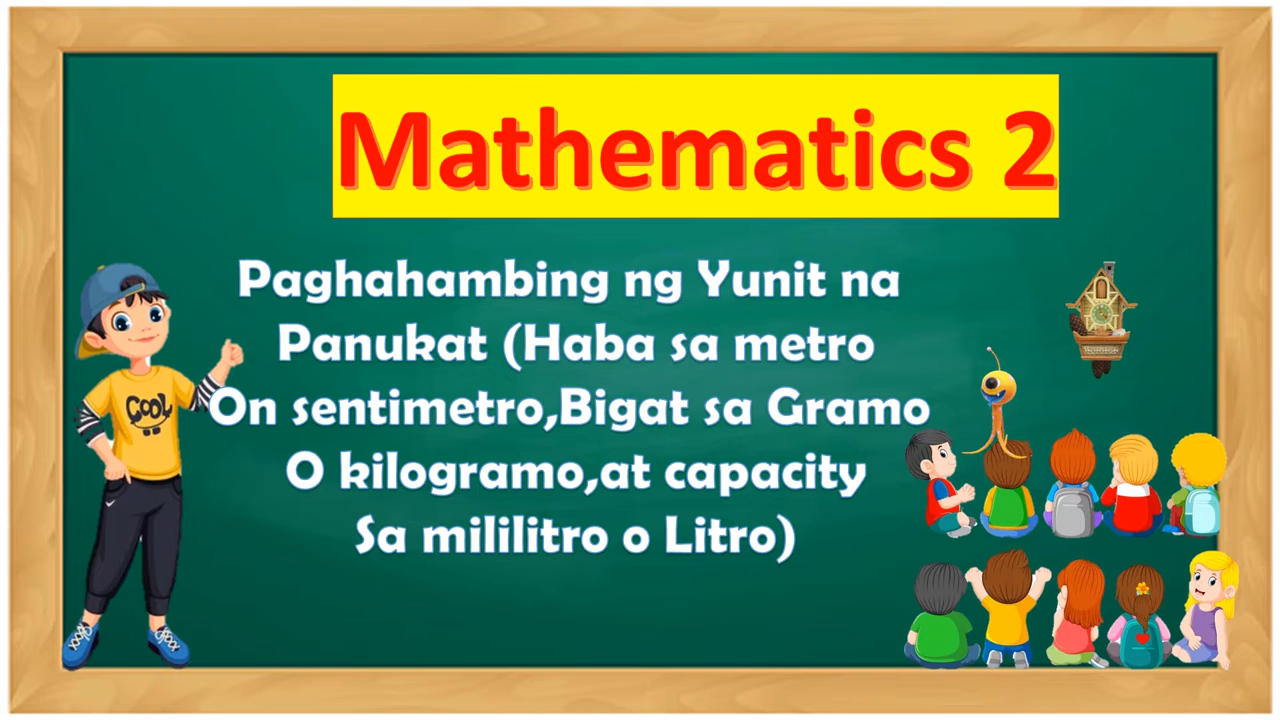 Mathematics 2
Paghahambing ng Yunit na
Panukat (Haba sa metro
On sentimetro,Bigat sa Gramo
O kilogramo,at capacity
Sa mililitro o Litro)
COOL